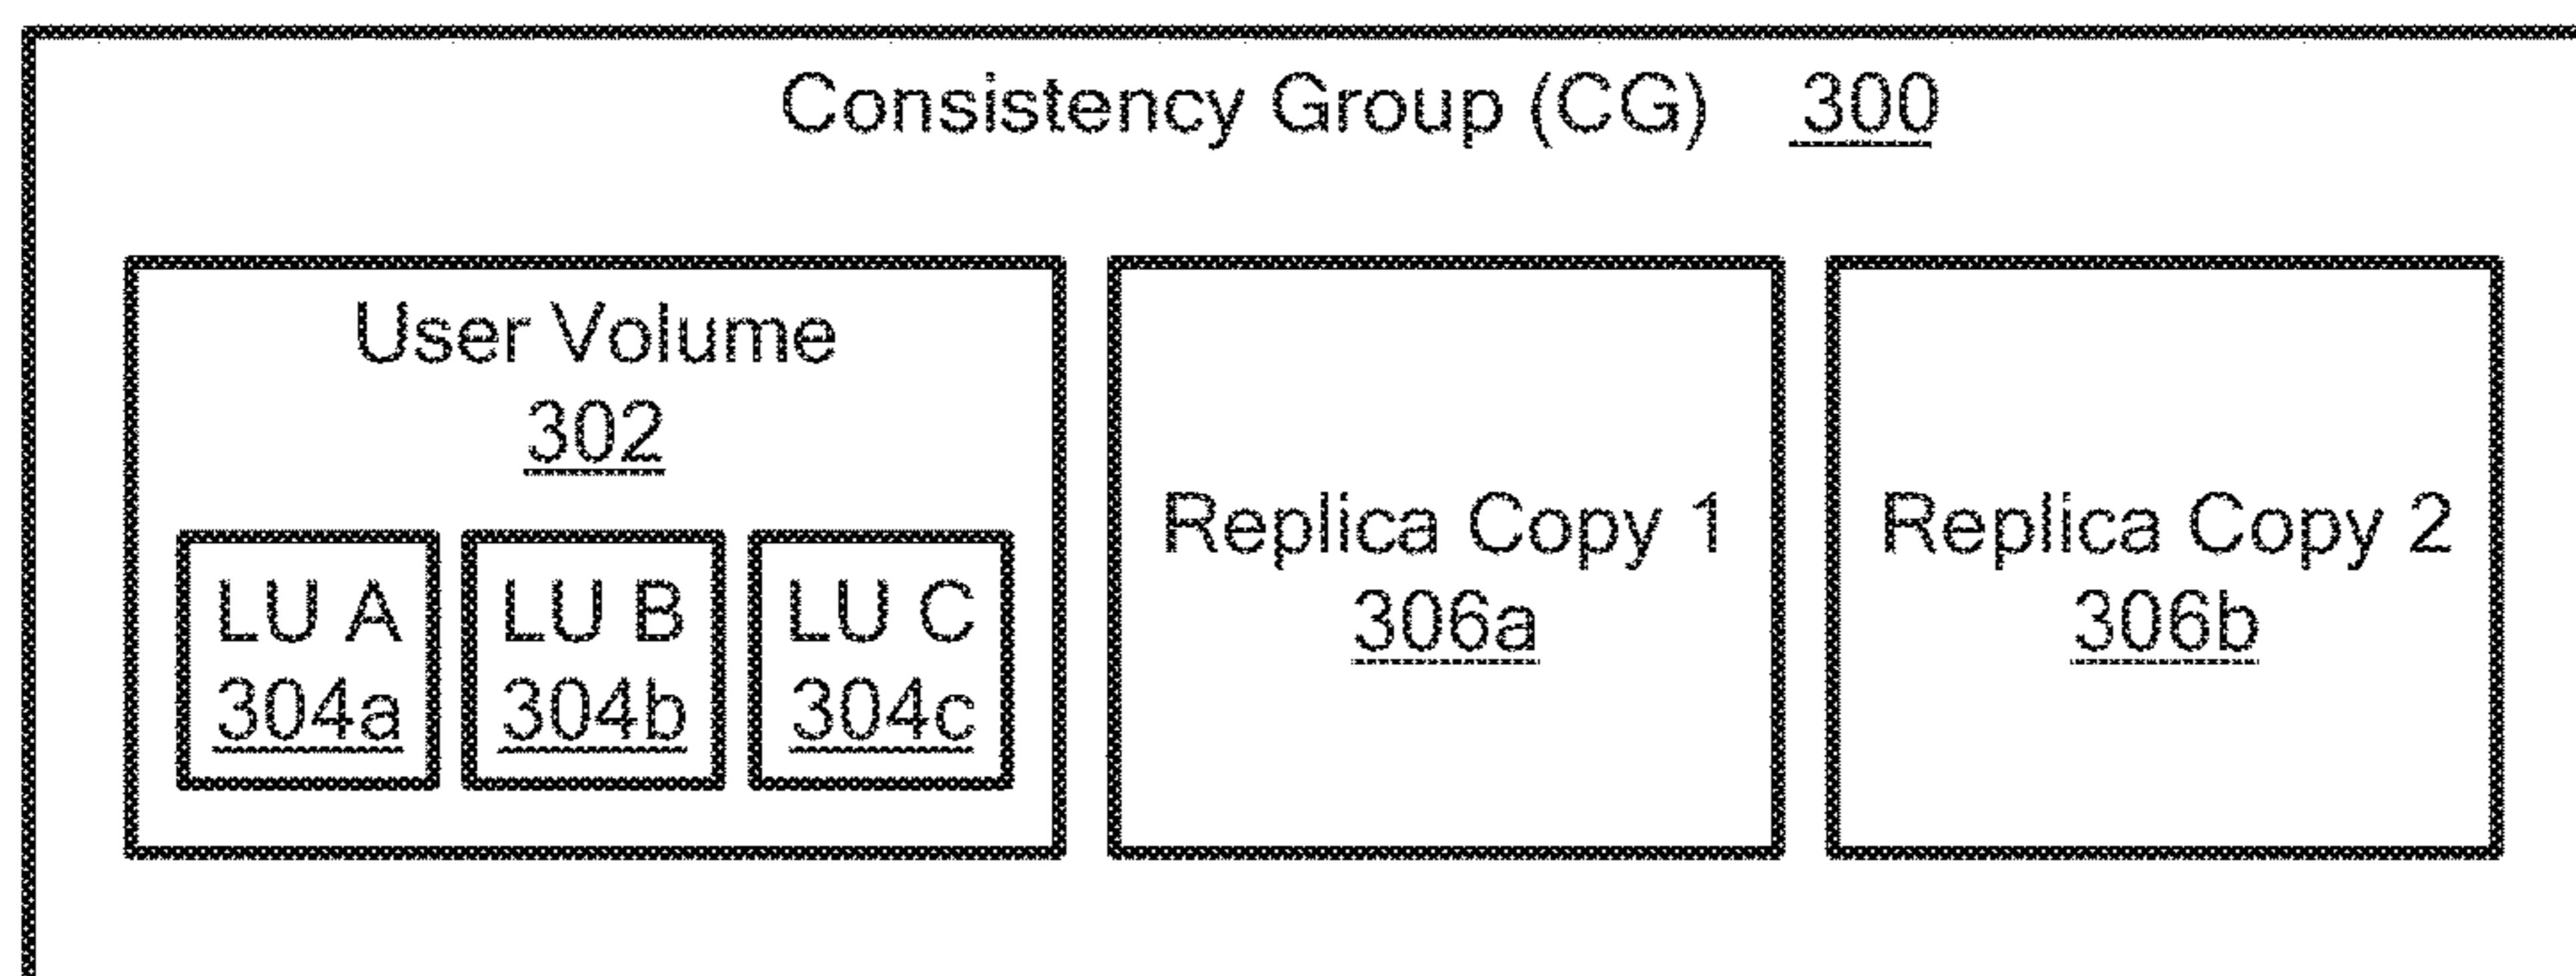 Consistency Group (CG) 300
User Volume
302
LU A
304a
LU B
304b
LU C
304c
Replica Copy 1
306a
Replica Copy 2
306b